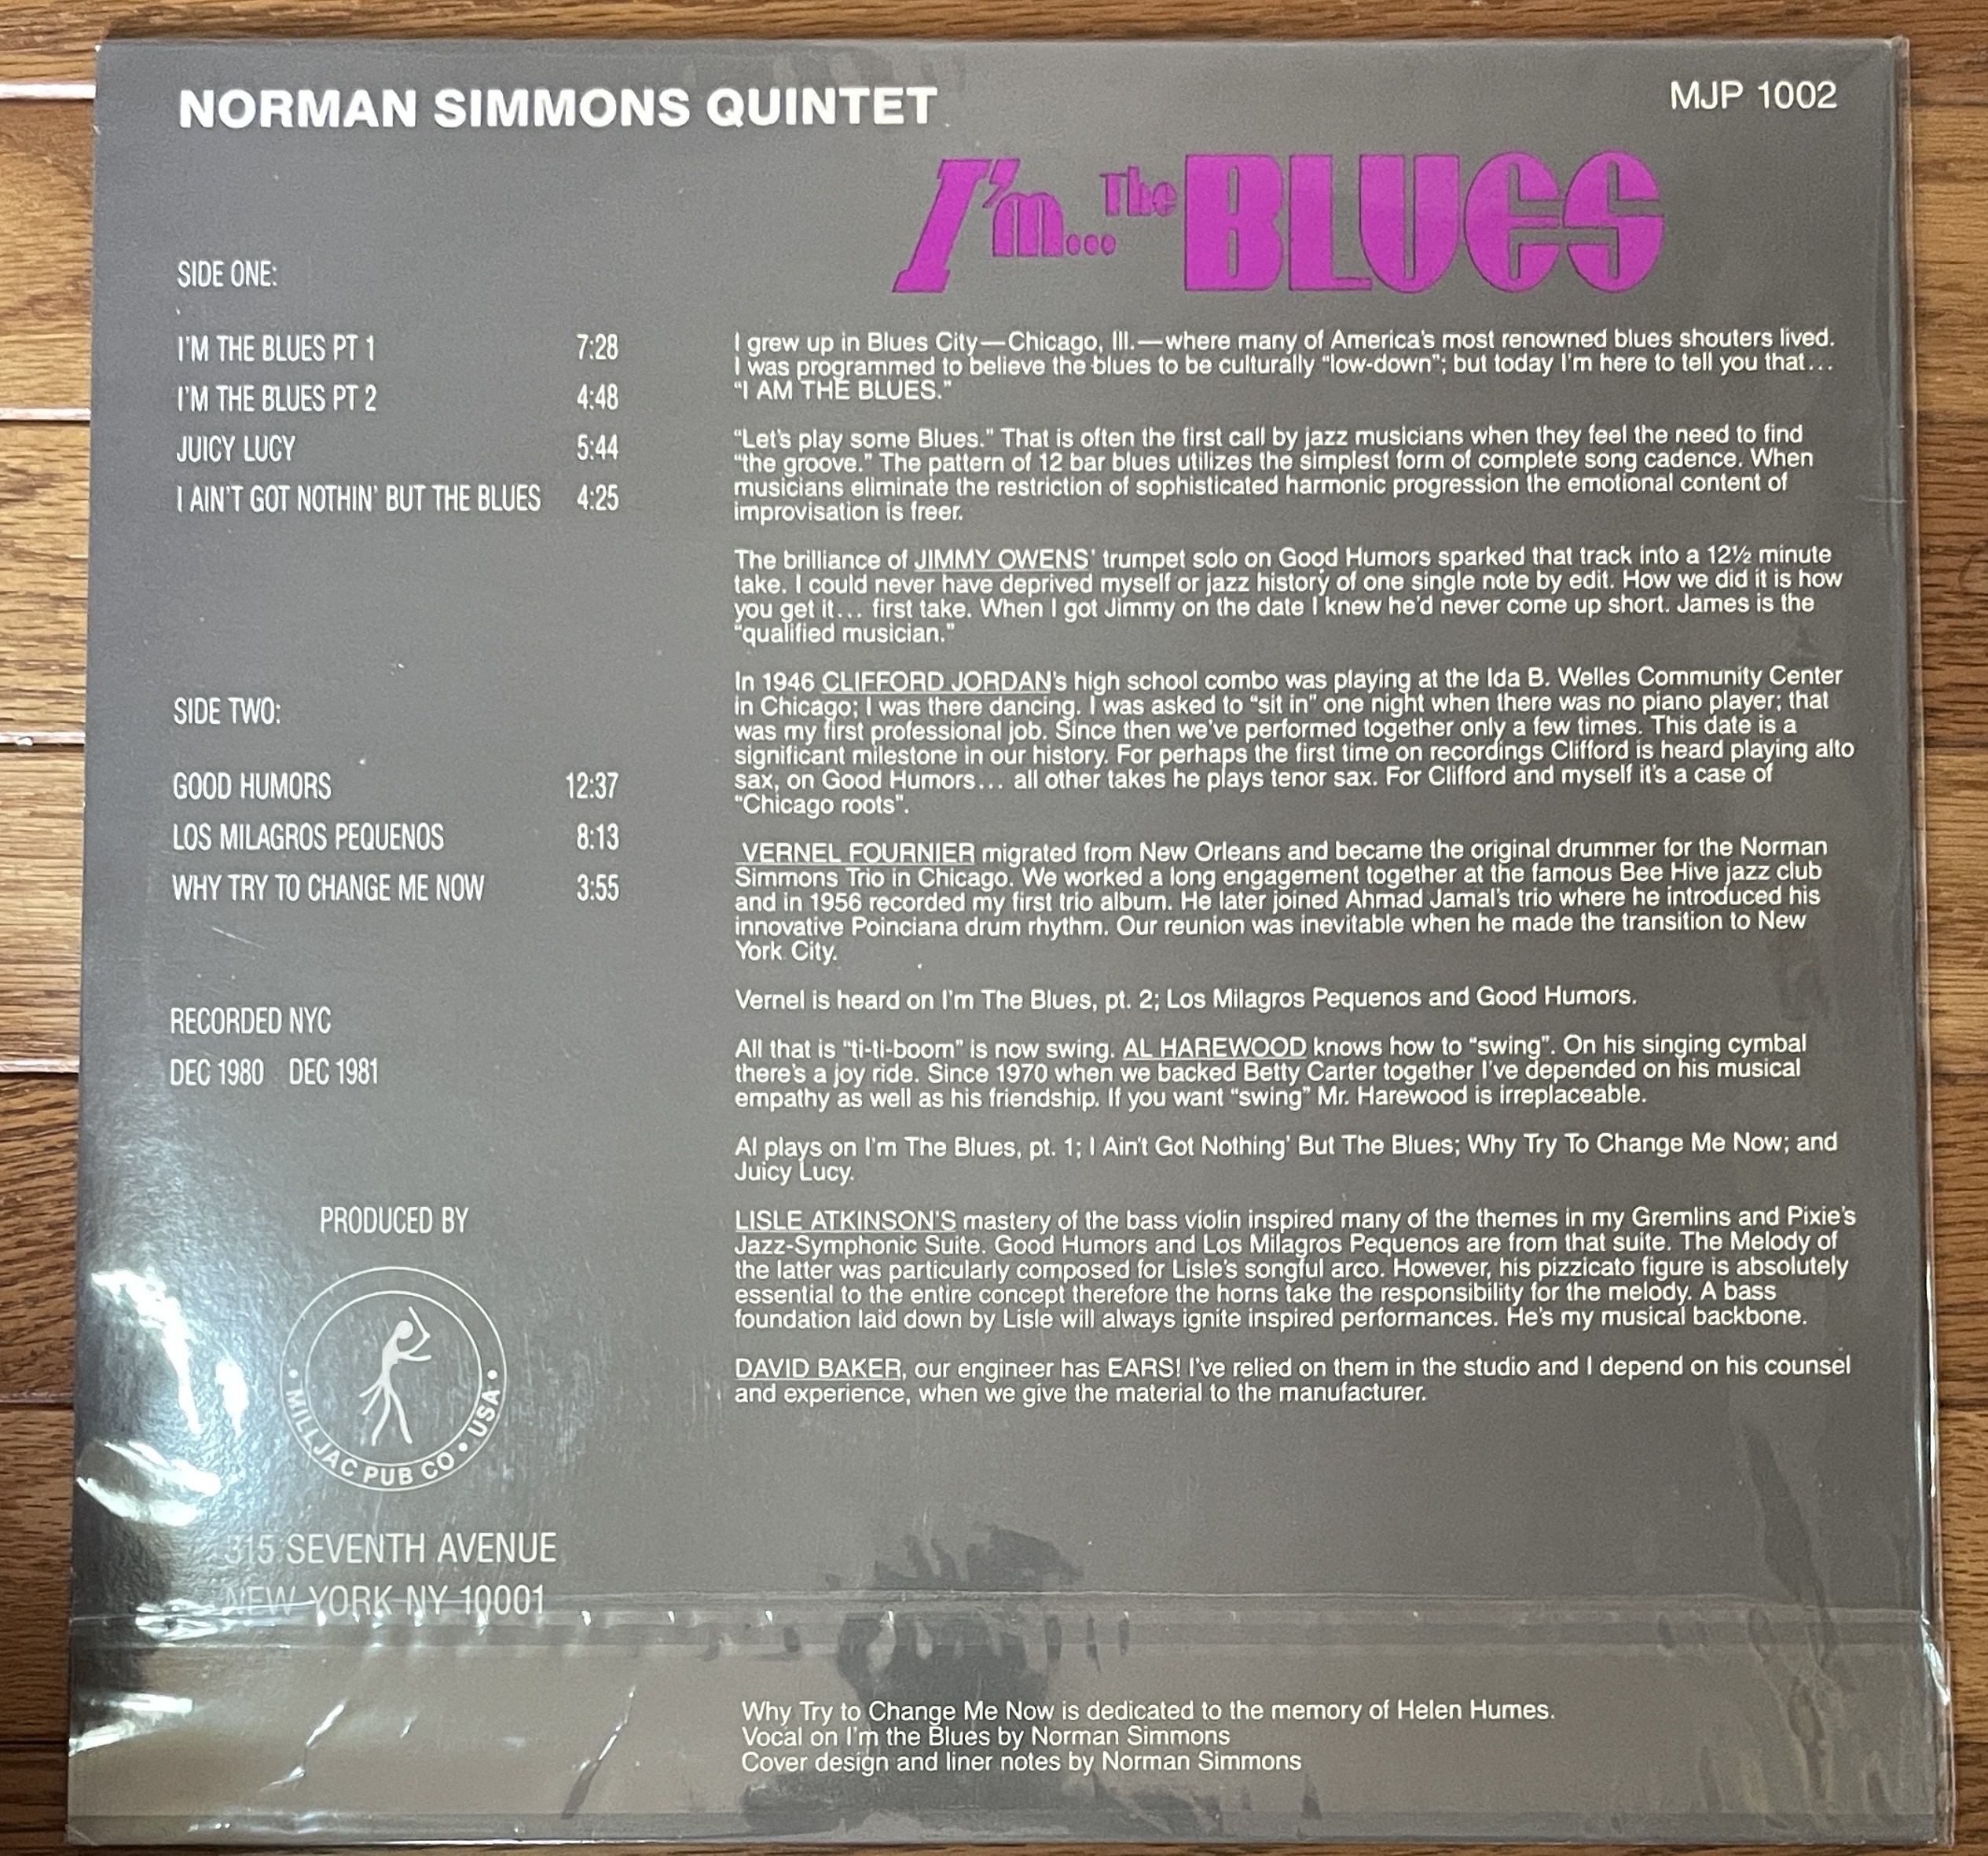 NORMAN SIMMONS QUINTET
MJP 1002
I'm... The BLUES
SIDE ONE:
I'M THE BLUES PT 1 7:28
I'M THE BLUES PT 2 4:48
JUICY LUCY 5:44
I AIN'T GOT NOTHIN' BUT THE BLUES 4:25
SIDE TWO:
GOOD HUMORS 12:37
LOS MILAGROS PEQUENOS 8:13
WHY TRY TO CHANGE ME NOW 3:55
RECORDED NYC
DEC 1980 DEC 1981
PRODUCED BY
• MILLJAC PUB CO • USA •
315 SEVENTH AVENUE
NEW YORK NY 10001
I grew up in Blues City—Chicago, Ill.—where many of America's most renowned blues shouters lived.
I was programmed to believe the blues to be culturally "low-down"; but today I'm here to tell you that...
"I AM THE BLUES."
"Let's play some Blues." That is often the first call by jazz musicians when they feel the need to find
"the groove." The pattern of 12 bar blues utilizes the simplest form of complete song cadence. When
musicians eliminate the restriction of sophisticated harmonic progression the emotional content of
improvisation is freer.
The brilliance of JIMMY OWENS' trumpet solo on Good Humors sparked that track into a 12½ minute
take. I could never have deprived myself or jazz history of one single note by edit. How we did it is how
you get it... first take. When I got Jimmy on the date I knew he'd never come up short. James is the
"qualified musician."
In 1946 CLIFFORD JORDAN's high school combo was playing at the Ida B. Welles Community Center
in Chicago; I was there dancing. I was asked to "sit in" one night when there was no piano player; that
was my first professional job. Since then we've performed together only a few times. This date is a
significant milestone in our history. For perhaps the first time on recordings Clifford is heard playing alto
sax, on Good Humors... all other takes he plays tenor sax. For Clifford and myself it's a case of
"Chicago roots".
VERNEL FOURNIER migrated from New Orleans and became the original drummer for the Norman
Simmons Trio in Chicago. We worked a long engagement together at the famous Bee Hive jazz club
and in 1956 recorded my first trio album. He later joined Ahmad Jamal's trio where he introduced his
innovative Poinciana drum rhythm. Our reunion was inevitable when he made the transition to New
York City.
Vernel is heard on I'm The Blues, pt. 2; Los Milagros Pequenos and Good Humors.
All that is "ti-ti-boom" is now swing. AL HAREWOOD knows how to "swing". On his singing cymbal
there's a joy ride. Since 1970 when we backed Betty Carter together I've depended on his musical
empathy as well as his friendship. If you want "swing" Mr. Harewood is irreplaceable.
Al plays on I'm The Blues, pt. 1; I Ain't Got Nothing' But The Blues; Why Try To Change Me Now; and
Juicy Lucy.
LISLE ATKINSON'S mastery of the bass violin inspired many of the themes in my Gremlins and Pixie's
Jazz-Symphonic Suite. Good Humors and Los Milagros Pequenos are from that suite. The Melody of
the latter was particularly composed for Lisle's songful arco. However, his pizzicato figure is absolutely
essential to the entire concept therefore the horns take the responsibility for the melody. A bass
foundation laid down by Lisle will always ignite inspired performances. He's my musical backbone.
DAVID BAKER, our engineer has EARS! I've relied on them in the studio and I depend on his counsel
and experience, when we give the material to the manufacturer.
Why Try to Change Me Now is dedicated to the memory of Helen Humes.
Vocal on I'm the Blues by Norman Simmons
Cover design and liner notes by Norman Simmons